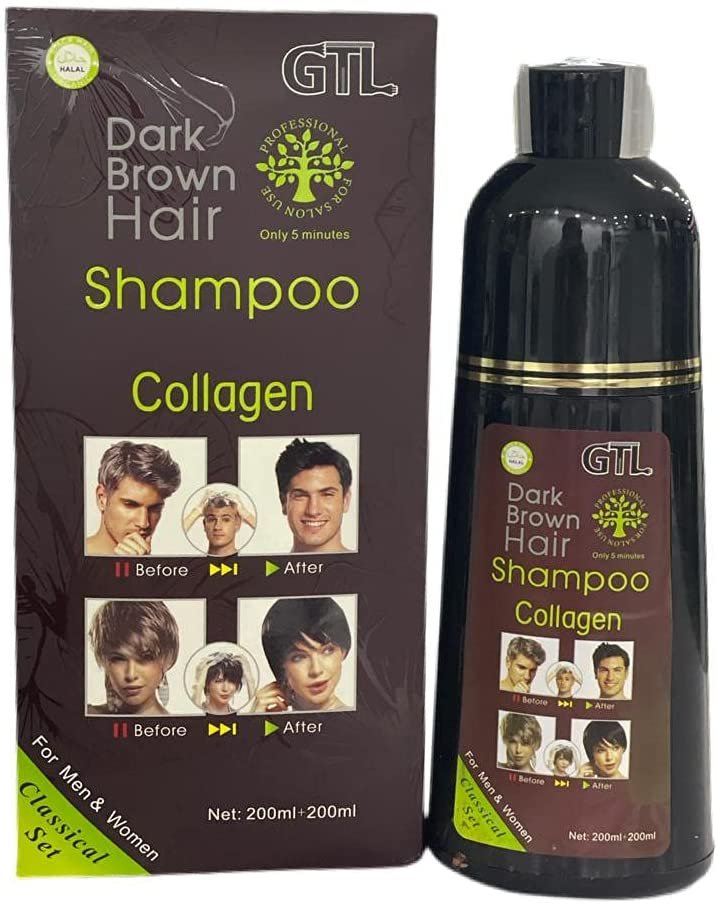 HALAL
GTL
Dark
Brown
Hair
PROFESSIONAL
FOR SALON USE
Only 5 minutes
Shampoo
Collagen
Before
After
Before
After
For Men & Women
Classical
Set
Net: 200ml+200ml
HALAL
GTL
Dark
Brown
Hair
PROFESSIONAL
FOR SALON USE
Only 5 minutes
Shampoo
Collagen
Before
After
Before
After
For Men & Women
Classical
Set
Net: 200ml+200ml